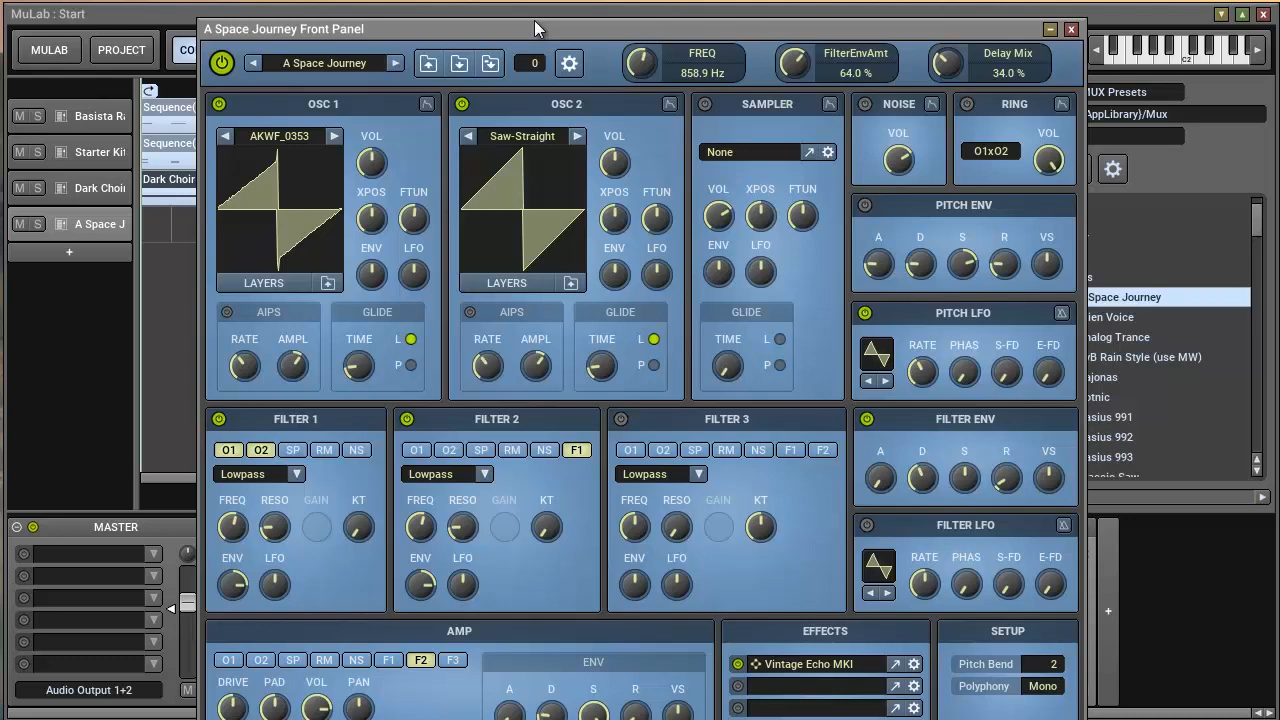 MuLab : Start
A Space Journey Front Panel
MULAB
PROJECT
A Space Journey
0
FREQ
858.9 Hz
FilterEnvAmt
64.0 %
Delay Mix
34.0 %
C2
MUX Presets
AppLibrary}/Mux
Sequence(
M S Basista R
Sequence(
M S Starter Ki
M S Dark Choi
Dark Choir
M S A Space J
+
OSC 1
AKWF_0353
VOL
XPOS FTUN
ENV LFO
LAYERS
AIPS
RATE AMPL
GLIDE
TIME L
P
OSC 2
Saw-Straight
VOL
XPOS FTUN
ENV LFO
LAYERS
AIPS
RATE AMPL
GLIDE
TIME L
P
SAMPLER
None
VOL XPOS FTUN
ENV LFO
GLIDE
TIME L
P
NOISE
VOL
RING
O1xO2
VOL
PITCH ENV
A D S R VS
PITCH LFO
RATE PHAS S-FD E-FD
s
Space Journey
ien Voice
nalog Trance
yB Rain Style (use MW)
ajonas
otnic
asius 991
asius 992
asius 993
FILTER 1
O1 O2 SP RM NS
Lowpass
FREQ RESO GAIN KT
ENV LFO
FILTER 2
O1 O2 SP RM NS F1
Lowpass
FREQ RESO GAIN KT
ENV LFO
FILTER 3
O1 O2 SP RM NS F1 F2
Lowpass
FREQ RESO GAIN KT
ENV LFO
FILTER ENV
A D S R VS
FILTER LFO
RATE PHAS S-FD E-FD
+
MASTER
Audio Output 1+2
M
AMP
O1 O2 SP RM NS F1 F2 F3
DRIVE PAD VOL PAN
ENV
A D S R VS
EFFECTS
Vintage Echo MKI
SETUP
Pitch Bend 2
Polyphony Mono